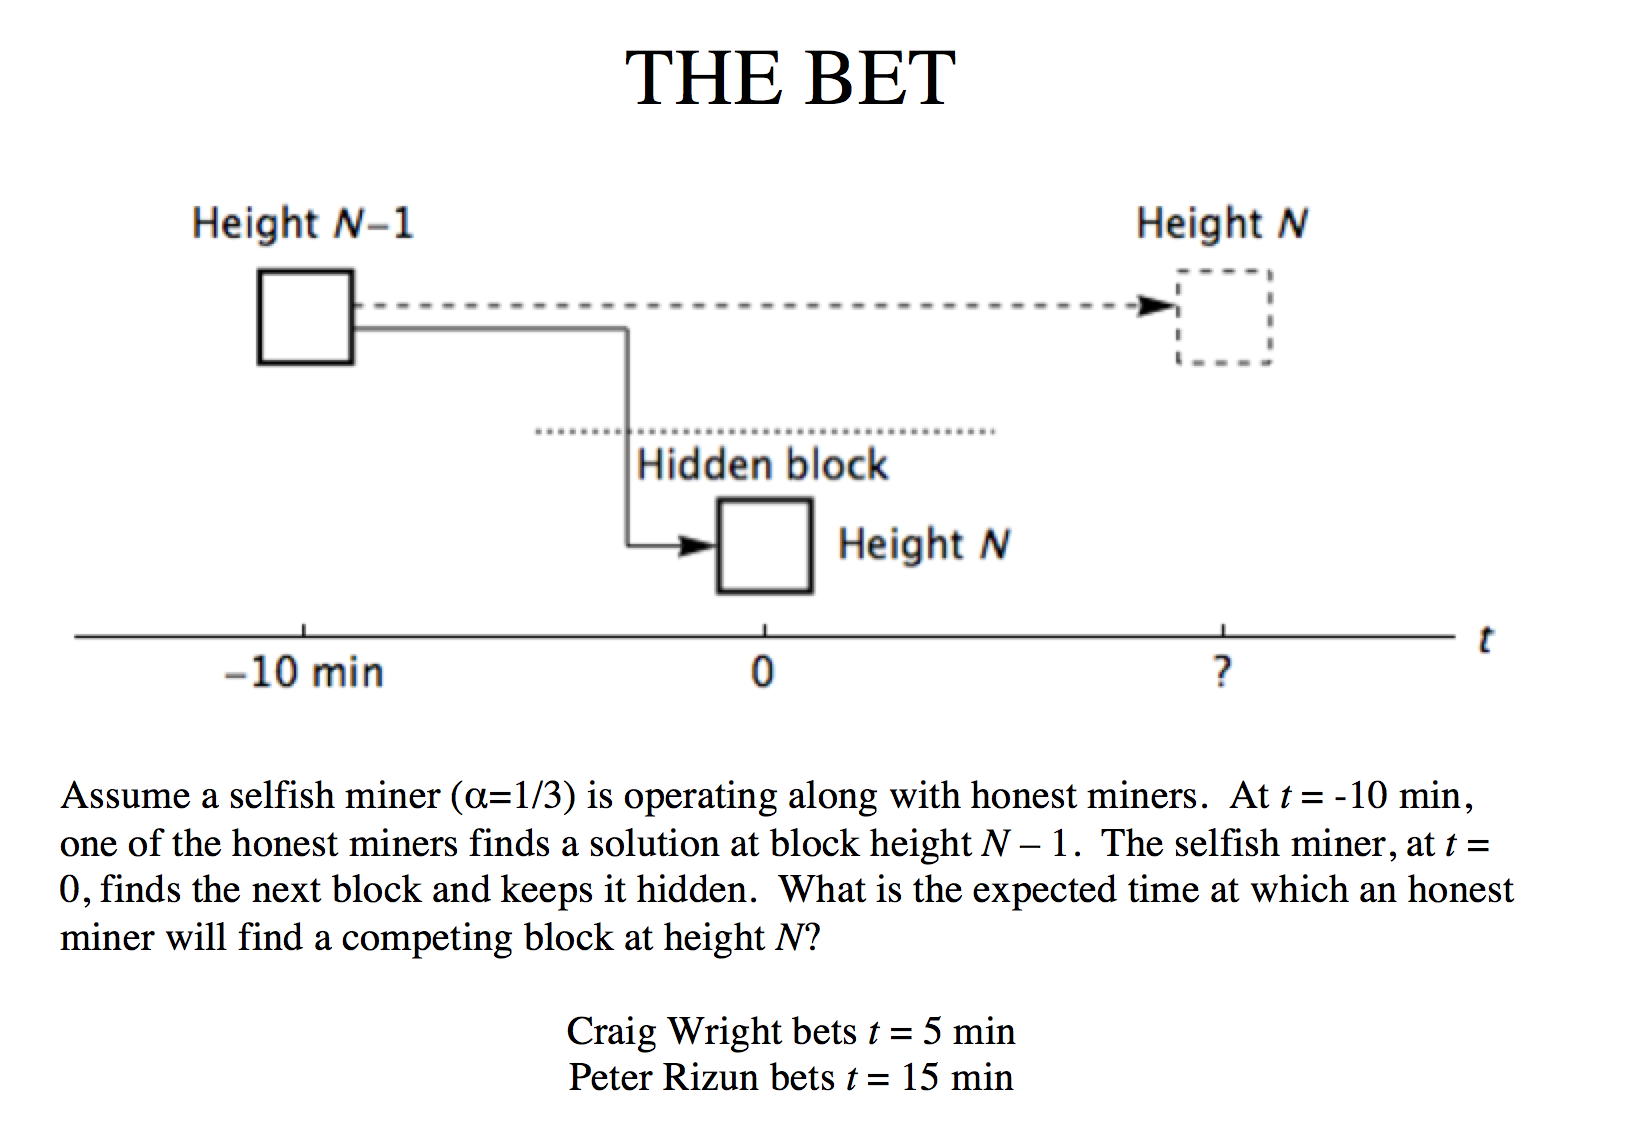 THE BET
Height N–1
Height N
Hidden block
Height N
t
–10 min
0
?
Assume a selfish miner (α=1/3) is operating along with honest miners. At t = -10 min,
one of the honest miners finds a solution at block height N – 1. The selfish miner, at t =
0, finds the next block and keeps it hidden. What is the expected time at which an honest
miner will find a competing block at height N?
Craig Wright bets t = 5 min
Peter Rizun bets t = 15 min